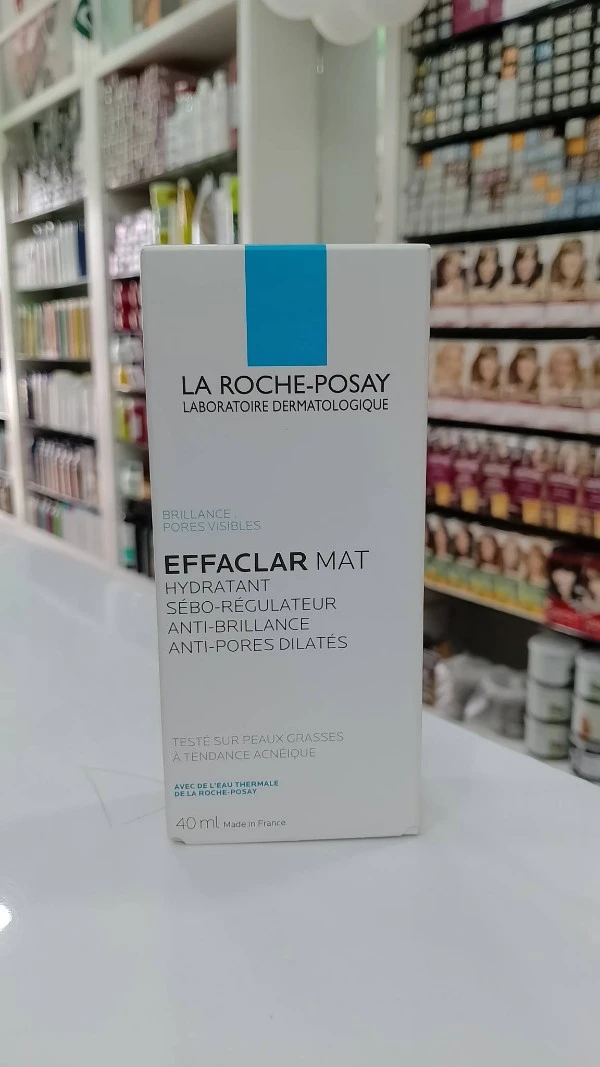 LA ROCHE-POSAY
LABORATOIRE DERMATOLOGIQUE
BRILLANCE
PORES VISIBLES
EFFACLAR MAT
HYDRATANT
SÉBO-RÉGULATEUR
ANTI-BRILLANCE
ANTI-PORES DILATÉS
TESTÉ SUR PEAUX GRASSES
À TENDANCE ACNÉIQUE
AVEC DE L'EAU THERMALE
DE LA ROCHE-POSAY
40 ml Made in France